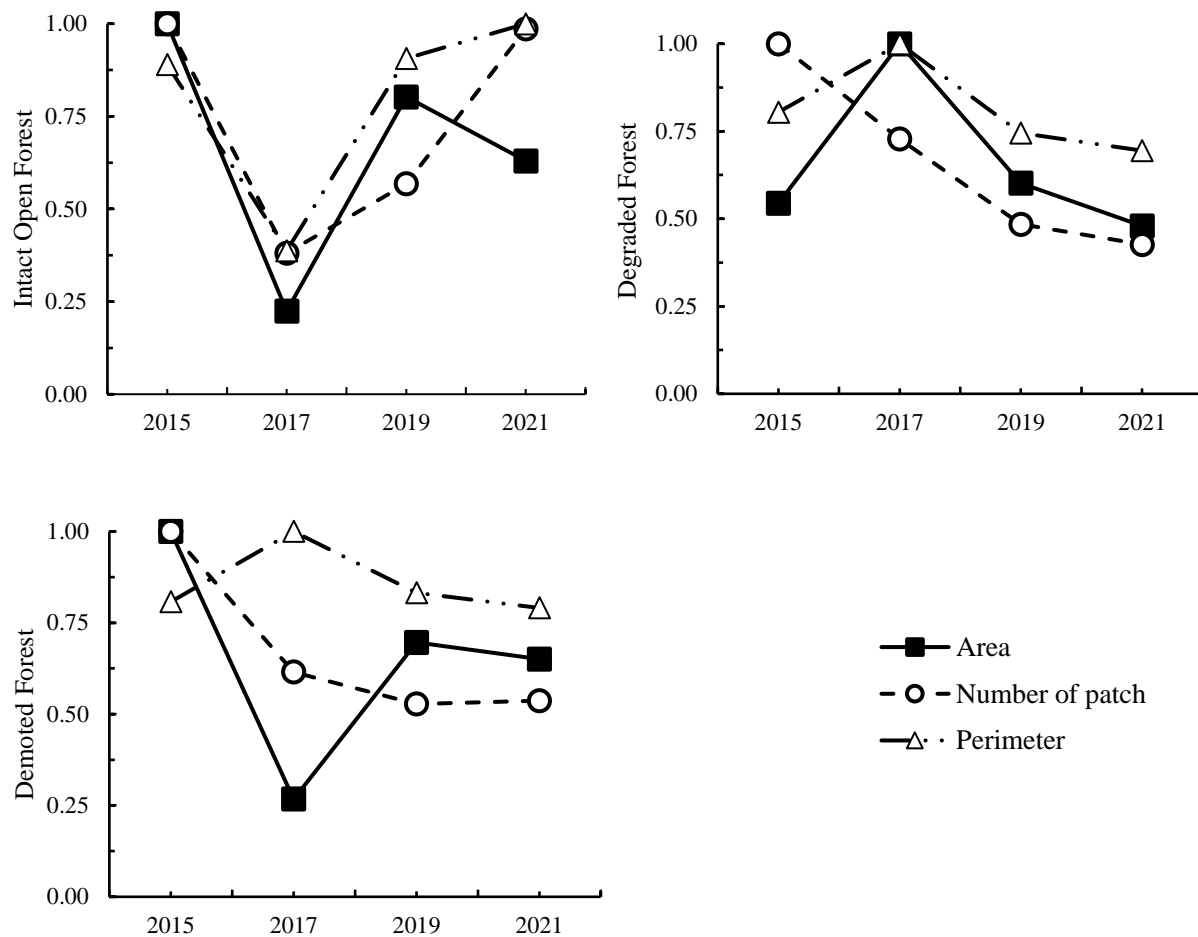 Intact Open Forest
1.00
0.75
0.50
0.25
0.00
2015 2017 2019 2021
Degraded Forest
1.00
0.75
0.50
0.25
0.00
2015 2017 2019 2021
Demoted Forest
1.00
0.75
0.50
0.25
0.00
2015 2017 2019 2021
Area
Number of patch
Perimeter